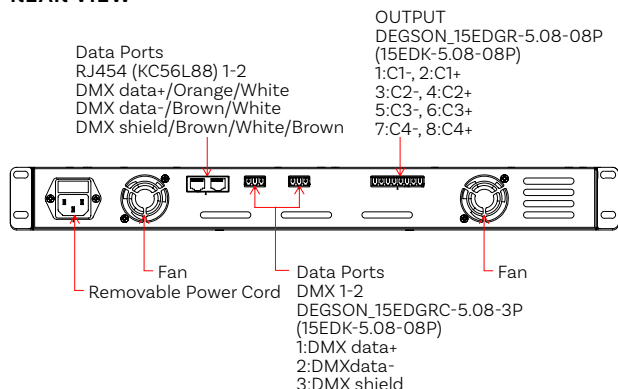 REAR VIEW
OUTPUT
DEGSON_15EDGR-5.08-08P
(15EDK-5.08-08P)
1:C1-, 2:C1+
3:C2-, 4:C2+
5:C3-, 6:C3+
7:C4-, 8:C4+
Data Ports
RJ454 (KC56L88) 1-2
DMX data+/Orange/White
DMX data-/Brown/White
DMX shield/Brown/White/Brown
Fan
Removable Power Cord
Data Ports
DMX 1-2
DEGSON_15EDGRC-5.08-3P
(15EDK-5.08-08P)
1:DMX data+
2:DMXdata-
3:DMX shield
Fan